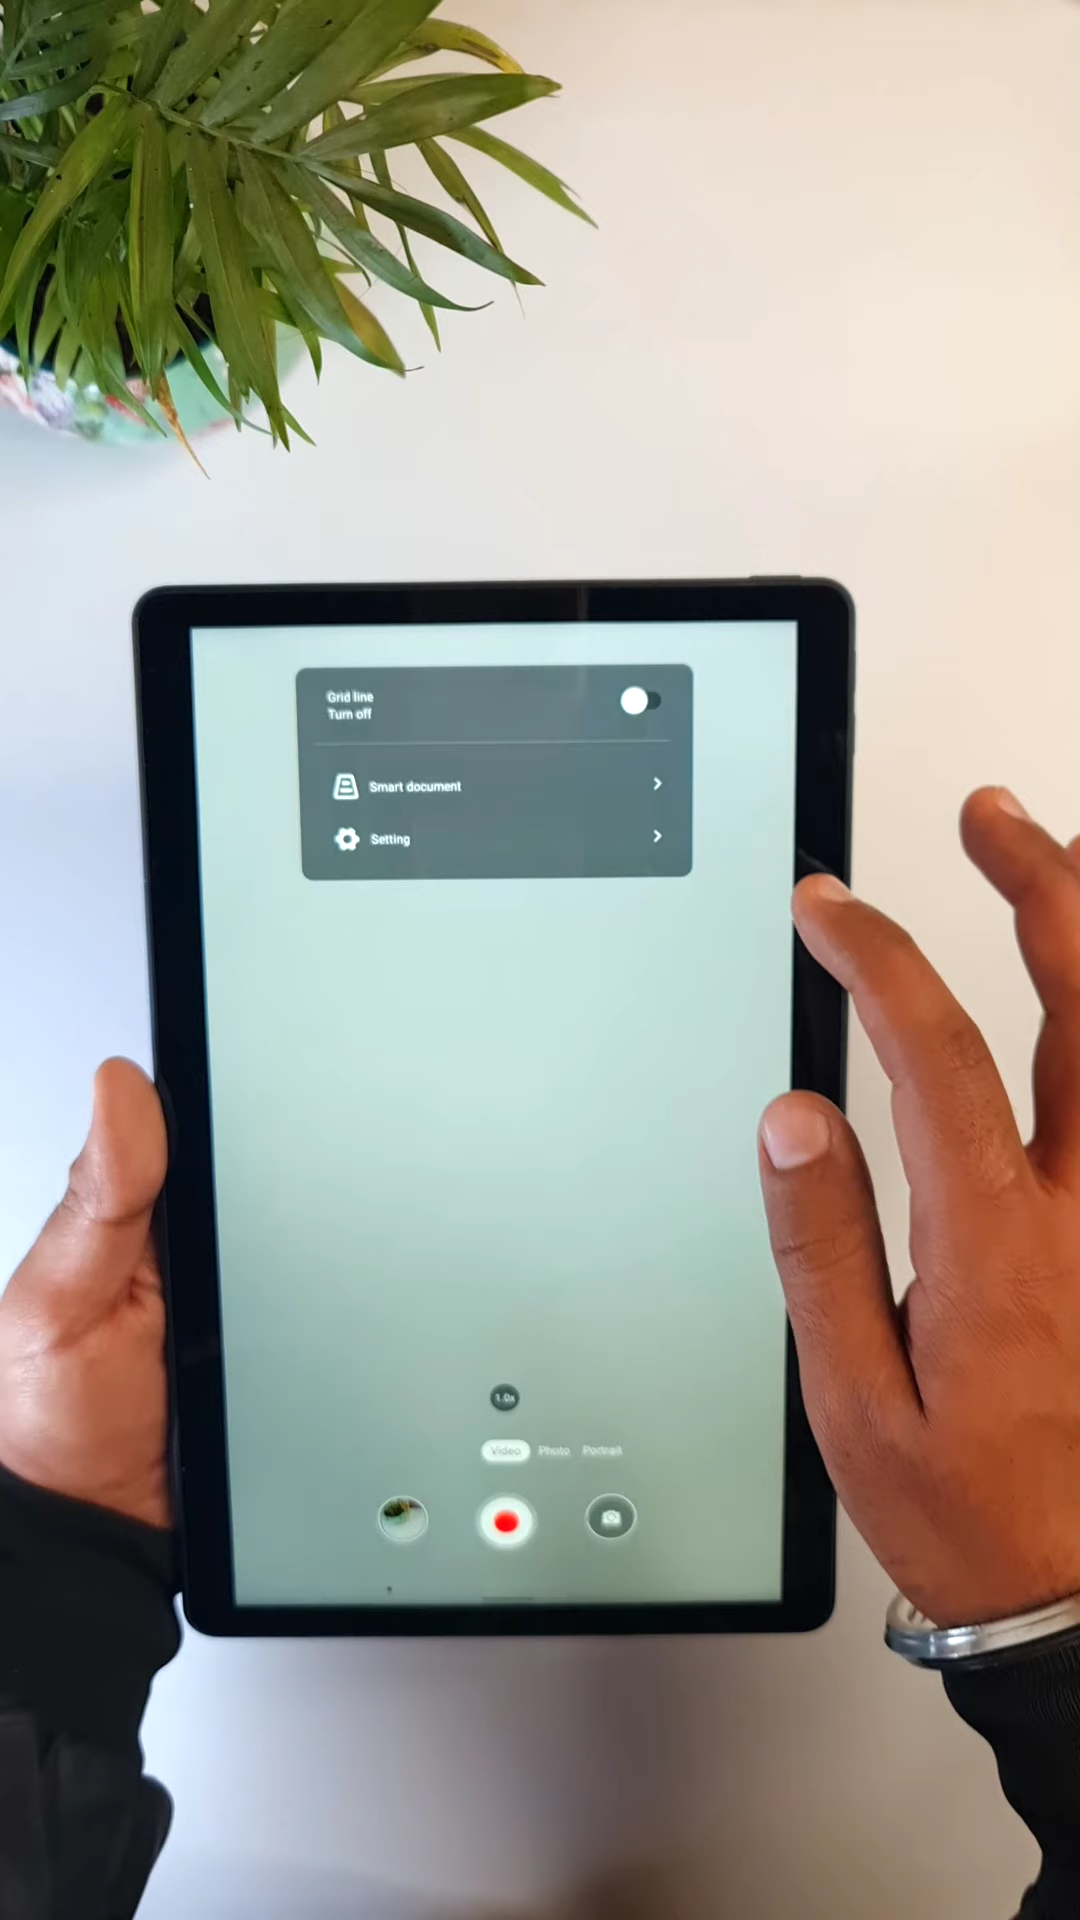 Grid line
Turn off
Smart document
Setting
1.0x
Video Photo Portrait